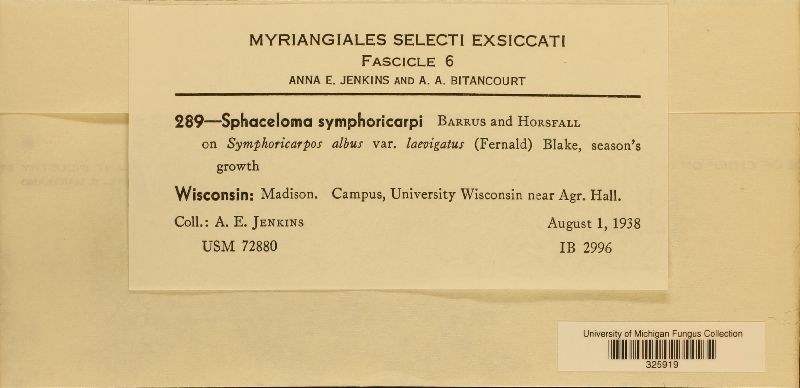 MYRIANGIALES SELECTI EXSICCATI
FASCICLE 6
ANNA E. JENKINS AND A. A. BITANCOURT
289—Sphaceloma symphoricarpi BARRUS and HORSFALL
on Symphoricarpos albus var. laevigatus (Fernald) Blake, season's
growth
Wisconsin: Madison. Campus, University Wisconsin near Agr. Hall.
Coll.: A. E. JENKINS August 1, 1938
USM 72880 IB 2996
University of Michigan Fungus Collection
325919